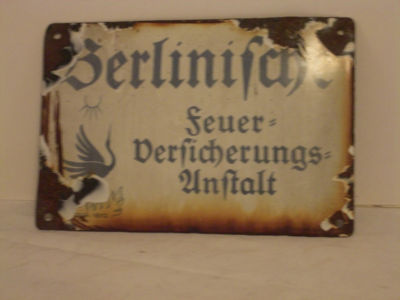 Berlinische
Feuer-
Versicherungs-
Anstalt